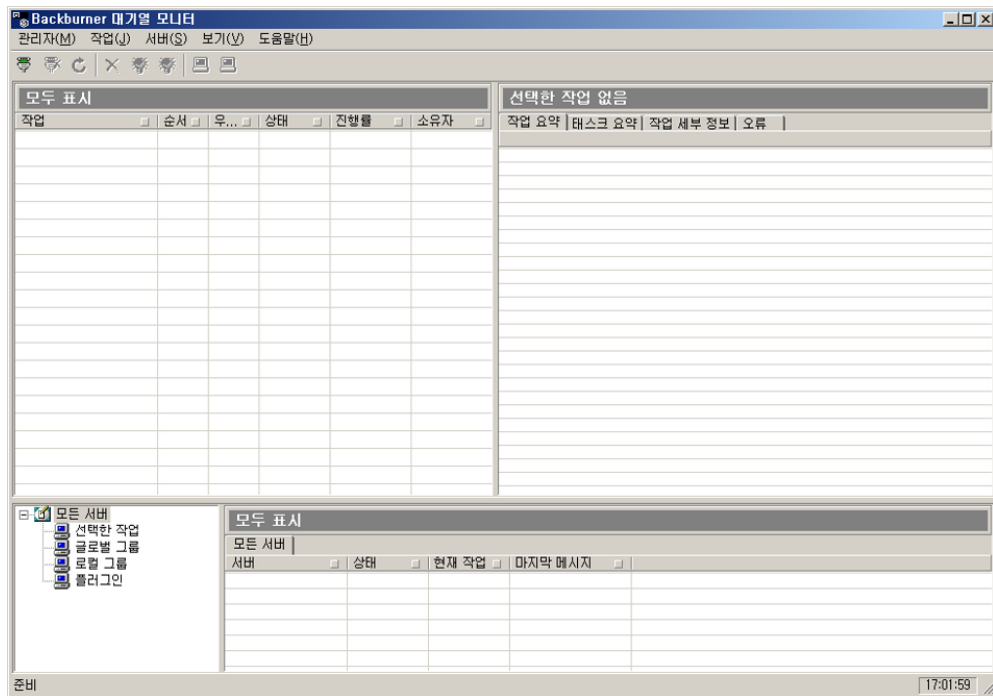 Backburner 대기열 모니터
관리자(M) 작업(J) 서버(S) 보기(V) 도움말(H)
모두 표시
작업 순서 우... 상태 진행률 소유자
선택한 작업 없음
작업 요약 태스크 요약 작업 세부 정보 오류
모든 서버
선택한 작업
글로벌 그룹
로컬 그룹
플러그인
모두 표시
모든 서버
서버 상태 현재 작업 마지막 메시지
준비
17:01:59